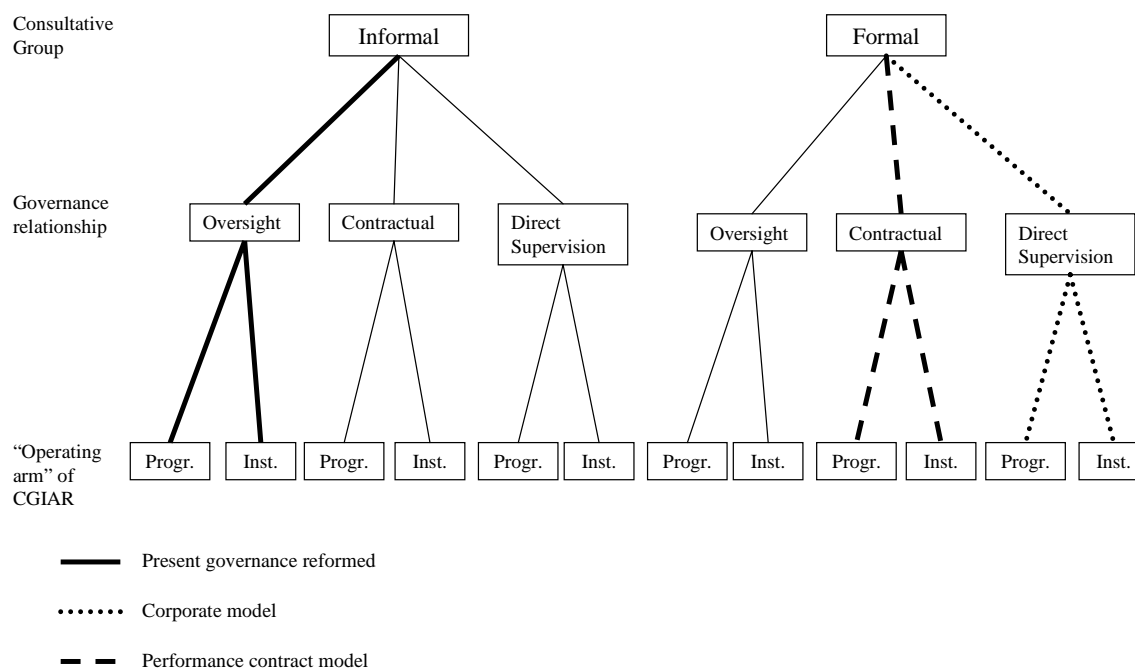 Consultative
Group
Informal
Formal
Governance
relationship
Oversight
Contractual
Direct
Supervision
Oversight
Contractual
Direct
Supervision
“Operating
arm” of
CGIAR
Progr.
Inst.
Progr.
Inst.
Progr.
Inst.
Progr.
Inst.
Progr.
Inst.
Progr.
Inst.
Present governance reformed
Corporate model
Performance contract model